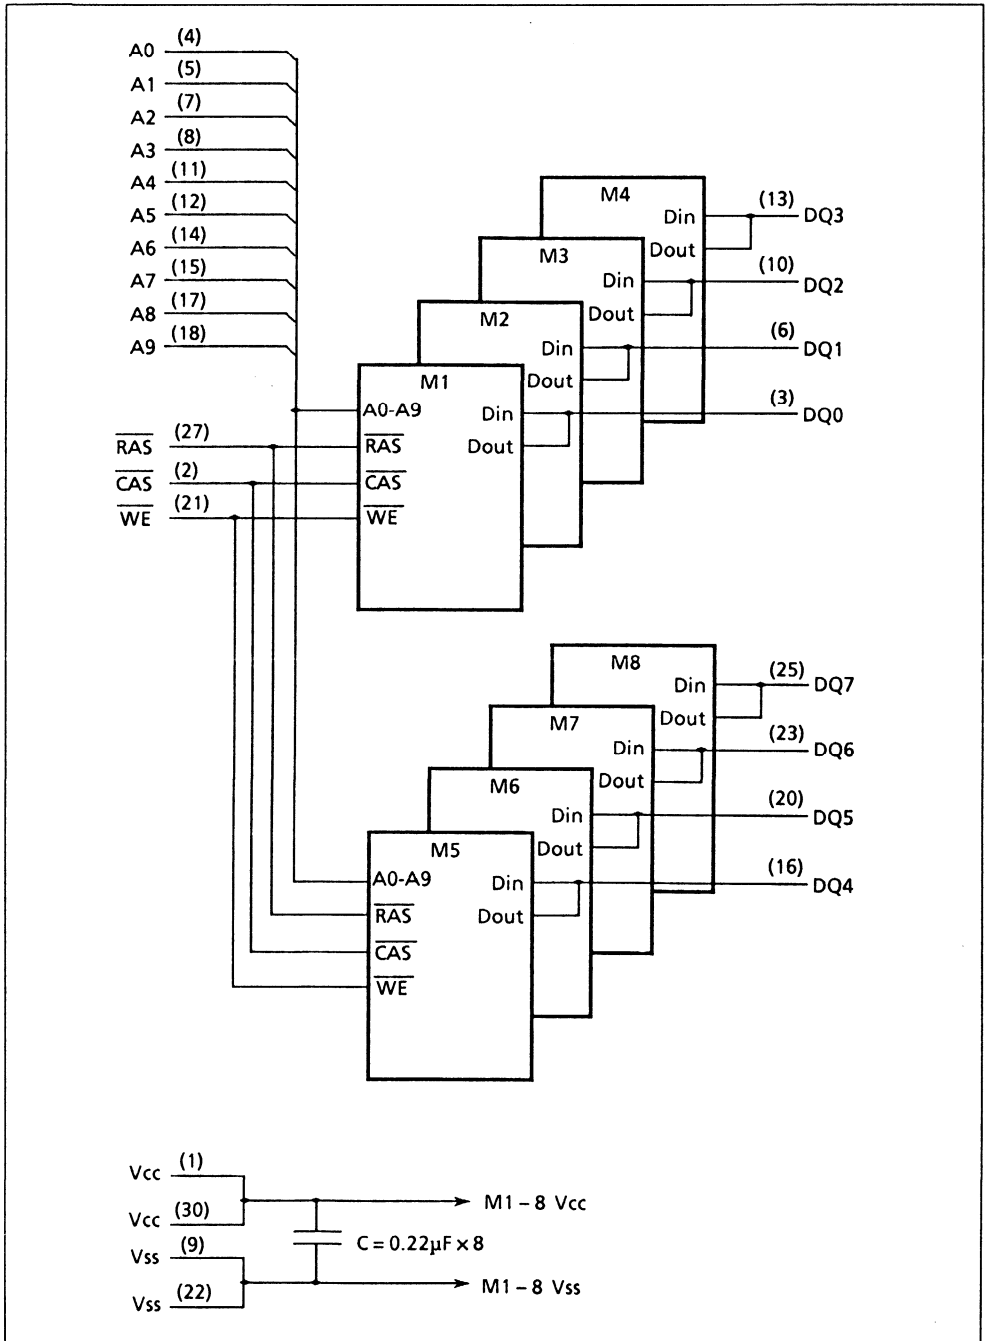 A0 (4)
A1 (5)
A2 (7)
A3 (8)
A4 (11)
A5 (12)
A6 (14)
A7 (15)
A8 (17)
A9 (18)
M4
Din (13) DQ3
Dout
M3
Din (10) DQ2
Dout
M2
Din (6) DQ1
Dout
M1
A0-A9 Din (3) DQ0
RAS (27) RAS Dout
CAS (2) CAS
WE (21) WE
M8
Din (25) DQ7
Dout
M7
Din (23) DQ6
Dout
M6
Din (20) DQ5
Dout
M5
A0-A9 Din (16) DQ4
RAS Dout
CAS
WE
Vcc (1)
M1 – 8 Vcc
Vcc (30)
C = 0.22µF × 8
Vss (9)
M1 – 8 Vss
Vss (22)